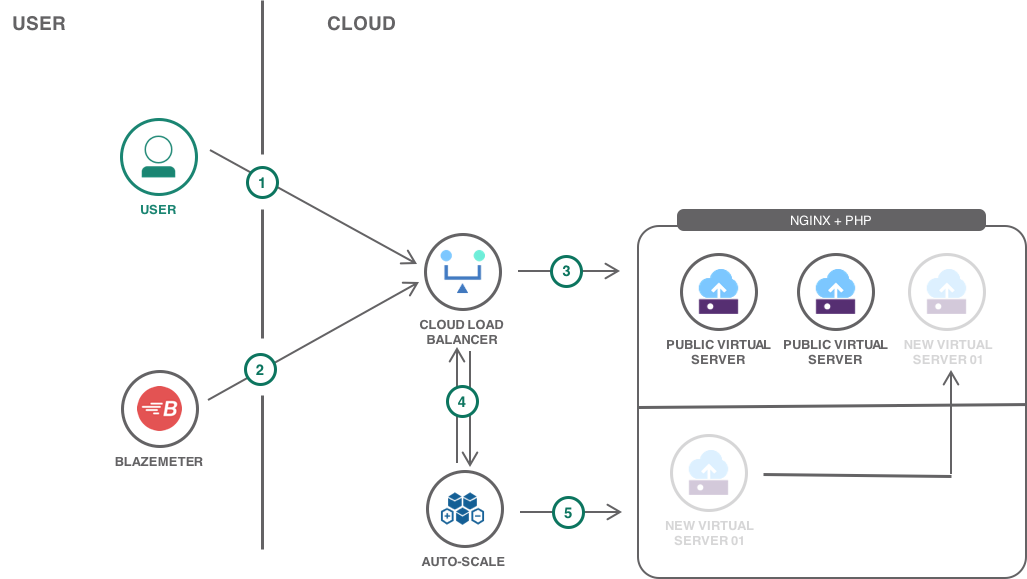 USER
CLOUD
1
USER
NGINX + PHP
3
CLOUD LOAD
BALANCER
PUBLIC VIRTUAL
SERVER
PUBLIC VIRTUAL
SERVER
NEW VIRTUAL
SERVER 01
2
B
BLAZEMETER
4
AUTO-SCALE
5
NEW VIRTUAL
SERVER 01